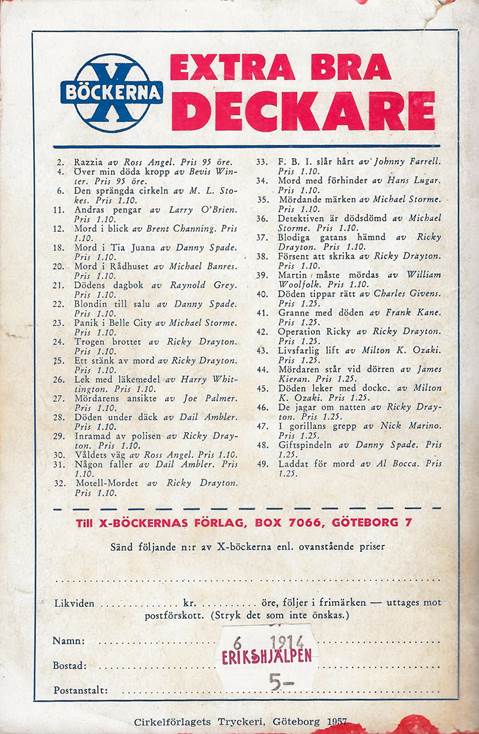 X
BÖCKERNA
EXTRA BRA
DECKARE
2. Razzia av Ross Angel. Pris 95 öre.
4. Över min döda kropp av Bevis Win-
ter. Pris 95 öre.
6. Den sprängda cirkeln av M. L. Sto-
kes. Pris 1.10.
11. Andras pengar av Larry O'Brien.
Pris 1.10.
12. Mord i blick av Brent Channing. Pris
1.10.
18. Mord i Tia Juana av Danny Spade.
Pris 1.10.
20. Mord i Rådhuset av Michael Banres.
Pris 1.10.
21. Dödens dagbok av Raynold Grey.
Pris 1.10.
22. Blondin till salu av Danny Spade.
Pris 1.10.
23. Panik i Belle City av Michael Storme.
Pris 1.10.
24. Trogen brottet av Ricky Drayton.
Pris 1.10.
25. Ett stänk av mord av Ricky Drayton.
Pris 1.10.
26. Lek med läkemedel av Harry Whit-
tington. Pris 1.10.
27. Mördarens ansikte av Joe Palmer.
Pris 1.10.
28. Döden under däck av Dail Ambler.
Pris 1.10.
29. Inramad av polisen av Ricky Dray-
ton. Pris 1.10.
30. Våldets väg av Ross Angel. Pris 1.10.
31. Någon faller av Dail Ambler. Pris
1.10.
32. Motell-Mordet av Ricky Drayton.
Pris 1.10.
33. F. B. I. slår hårt av Johnny Farrell.
Pris 1.10.
34. Mord med förhinder av Hans Lugar.
Pris 1.10.
35. Mördande märken av Michael Storme.
Pris 1.10.
36. Detektiven är dödsdömd av Michael
Storme. Pris 1.10.
37. Blodiga gatans hämnd av Ricky
Drayton. Pris 1.10.
38. Försent att skrika av Ricky Drayton.
Pris 1.10.
39. Martin måste mördas av William
Woolfolk. Pris 1.10.
40. Döden tippar rätt av Charles Givens.
Pris 1.25.
41. Granne med döden av Frank Kane.
Pris 1.25.
42. Operation Ricky av Ricky Drayton.
Pris 1.25.
43. Livsfarlig lift av Milton K. Ozaki.
Pris 1.25.
44. Mördaren står vid dörren av James
Kieran. Pris 1.25.
45. Döden leker med docko. av Milton
K. Ozaki. Pris 1.25.
46. De jagar om natten av Ricky Dray-
ton. Pris 1.25.
47. I gorillans grepp av Nick Marino.
Pris 1.25.
48. Giftspindeln av Danny Spade. Pris
1.25.
49. Laddat för mord av Al Bocca. Pris
1.25.
Till X-BÖCKERNAS FÖRLAG, BOX 7066, GÖTEBORG 7
Sänd följande n:r av X-böckerna enl. ovanstående priser
Likviden ........... kr. ........... öre, följer i frimärken — uttages mot
postförskott. (Stryk det som inte önskas.)
Namn:
Bostad:
Postanstalt:
6 1914
ERIKSHJÄLPEN
5-
Cirkelförlagets Tryckeri, Göteborg 1957